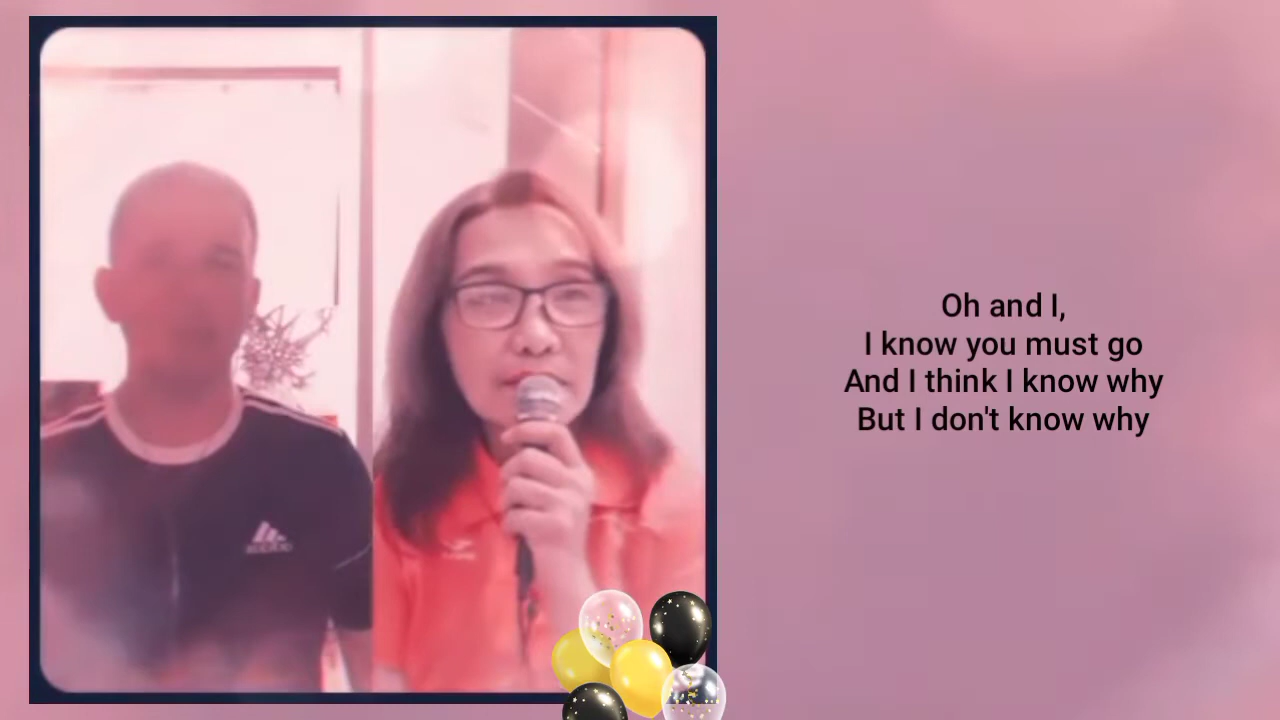 Oh and I,
I know you must go
And I think I know why
But I don't know why